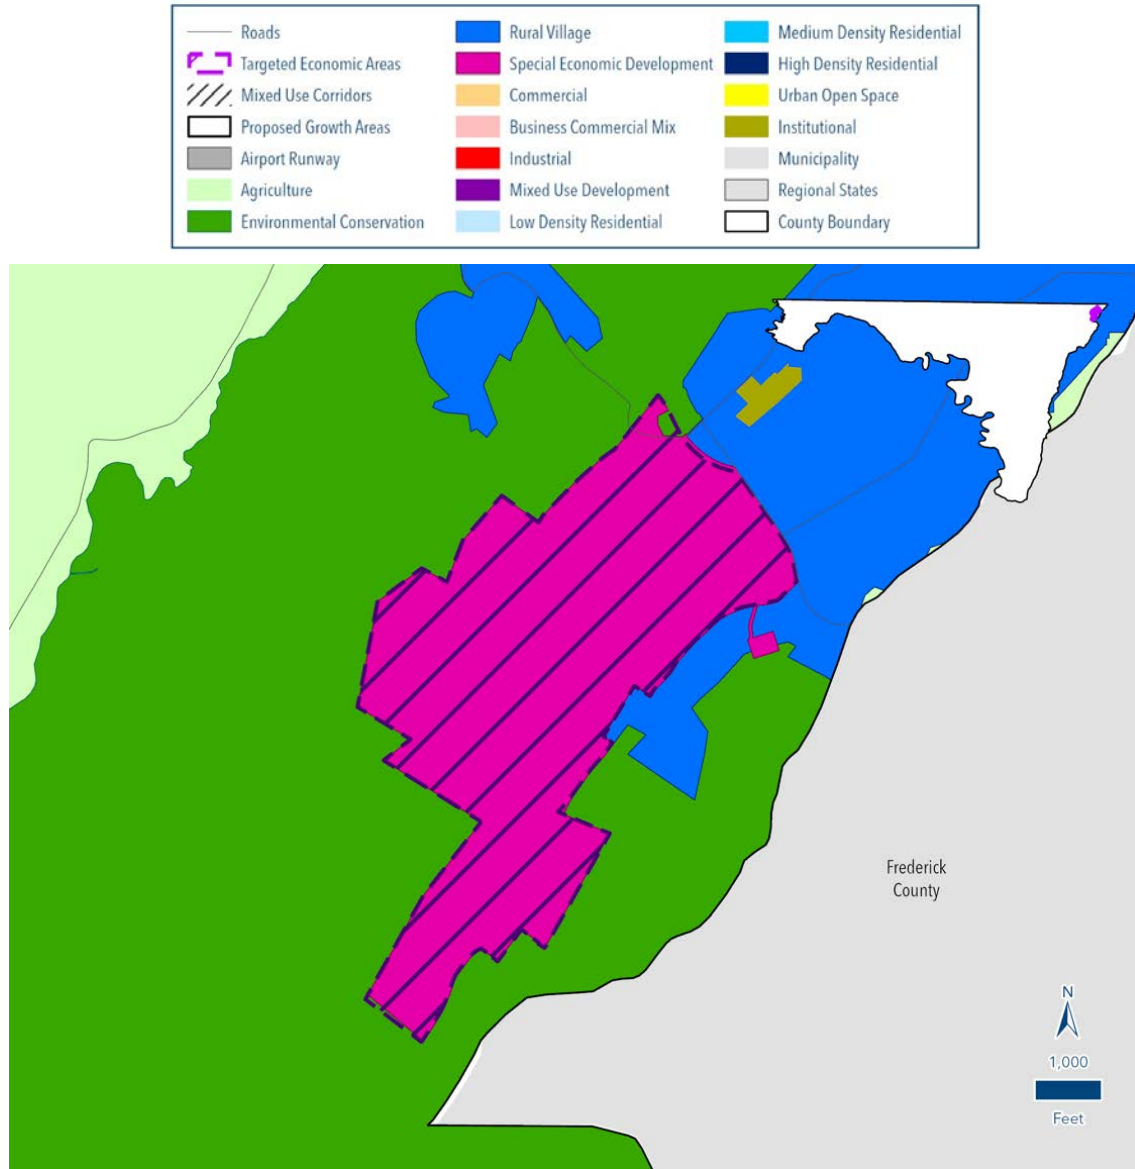 Roads
Targeted Economic Areas
Mixed Use Corridors
Proposed Growth Areas
Airport Runway
Agriculture
Environmental Conservation
Rural Village
Special Economic Development
Commercial
Business Commercial Mix
Industrial
Mixed Use Development
Low Density Residential
Medium Density Residential
High Density Residential
Urban Open Space
Institutional
Municipality
Regional States
County Boundary
Frederick
County
N
1,000
Feet